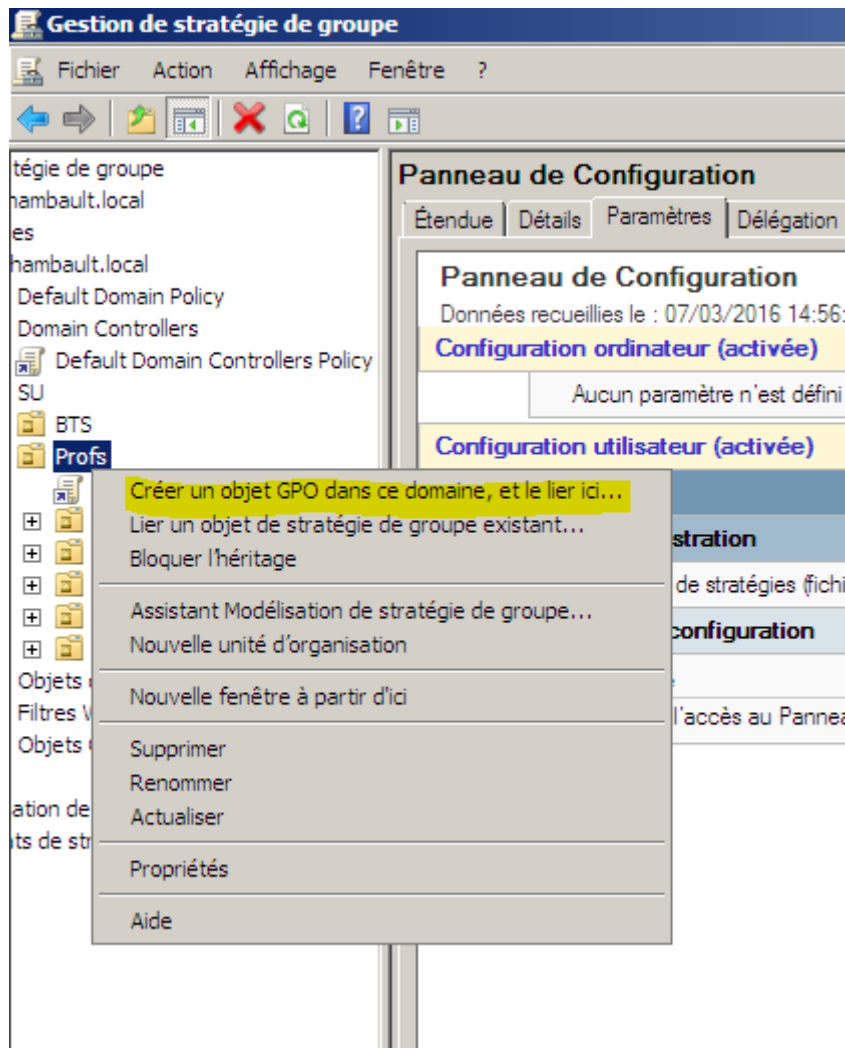 Gestion de stratégie de groupe
Fichier Action Affichage Fenêtre ?
tégie de groupe
hambault.local
es
hambault.local
Default Domain Policy
Domain Controllers
Default Domain Controllers Policy
SU
BTS
Profs
Créer un objet GPO dans ce domaine, et le lier ici...
Lier un objet de stratégie de groupe existant...
Bloquer l'héritage
Assistant Modélisation de stratégie de groupe...
Nouvelle unité d'organisation
Nouvelle fenêtre à partir d'ici
Supprimer
Renommer
Actualiser
Propriétés
Aide
Objets
Filtres
Objets
ation de
ts de str
Panneau de Configuration
Étendue Détails Paramètres Délégation
Panneau de Configuration
Données recueillies le : 07/03/2016 14:56:
Configuration ordinateur (activée)
Aucun paramètre n'est défini
Configuration utilisateur (activée)
stration
de stratégies (fichi
configuration
l'accès au Pannea